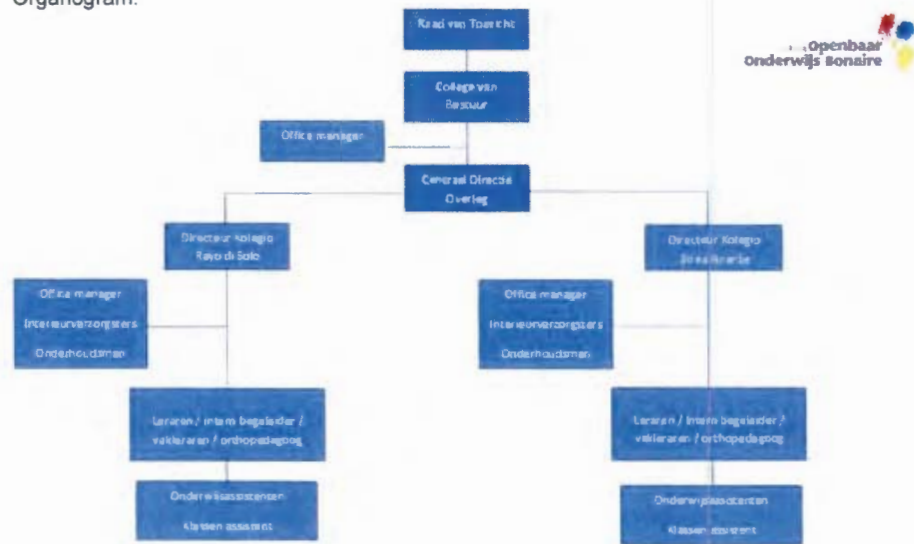 Organogram:
Openbaar
Onderwijs Bonaire
Raad van Toezicht
College van
Bestuur
Office manager
Centraal Directie
Overleg
Directeur Kolegio
Rayo di Solo
Directeur Kolegio
Office manager
Interieurverzorgsters
Onderhoudsman
Office manager
Interieurverzorgsters
Onderhoudsman
Leraren / Intern begeleider /
vakleraren / orthopedagoog
Leraren / Intern begeleider /
vakleraren / orthopedagoog
Onderwijsassistenten
Klassen assistent
Onderwijsassistenten
Klassen assistent